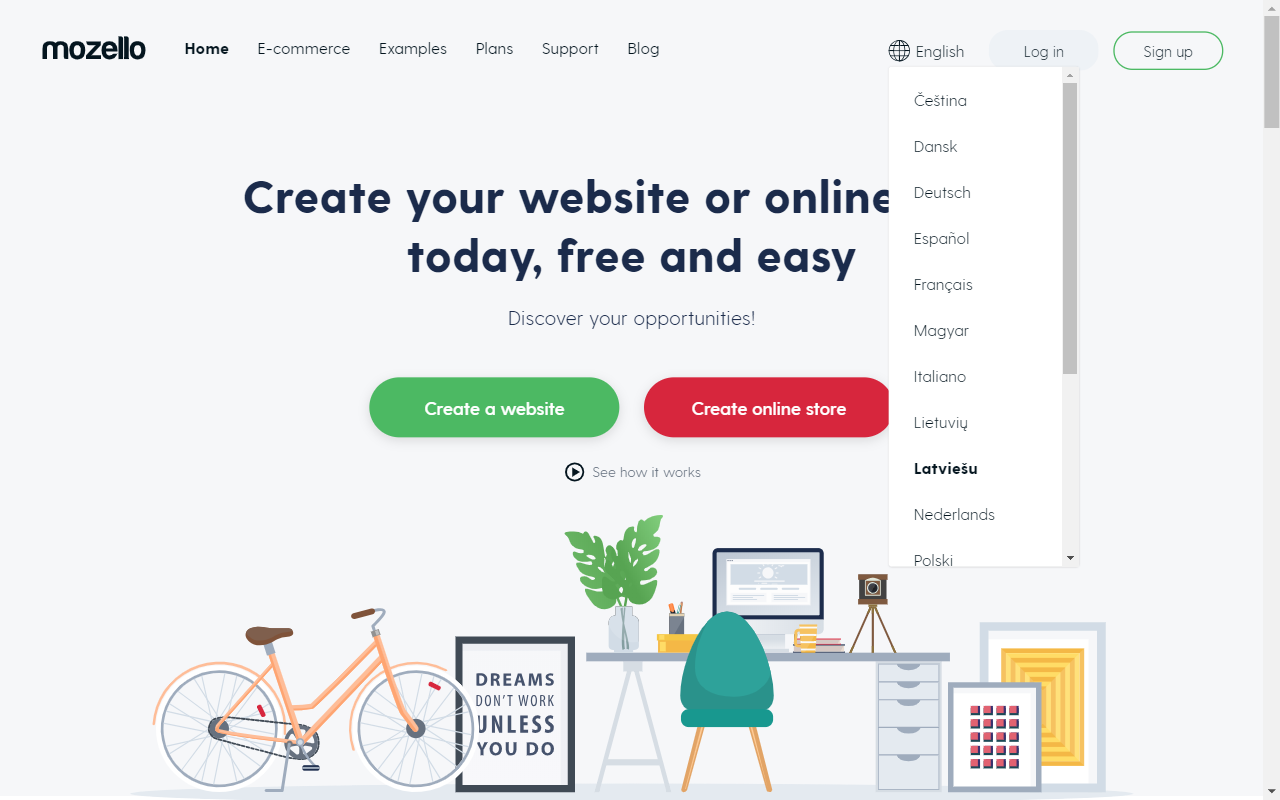 mozello
Home
E-commerce
Examples
Plans
Support
Blog
English
Log in
Sign up
Čeština
Dansk
Deutsch
Español
Français
Magyar
Italiano
Lietuvių
Latviešu
Nederlands
Polski
Create your website or online
today, free and easy
Discover your opportunities!
Create a website
Create online store
See how it works
DREAMS
DON'T WORK
UNLESS
YOU DO